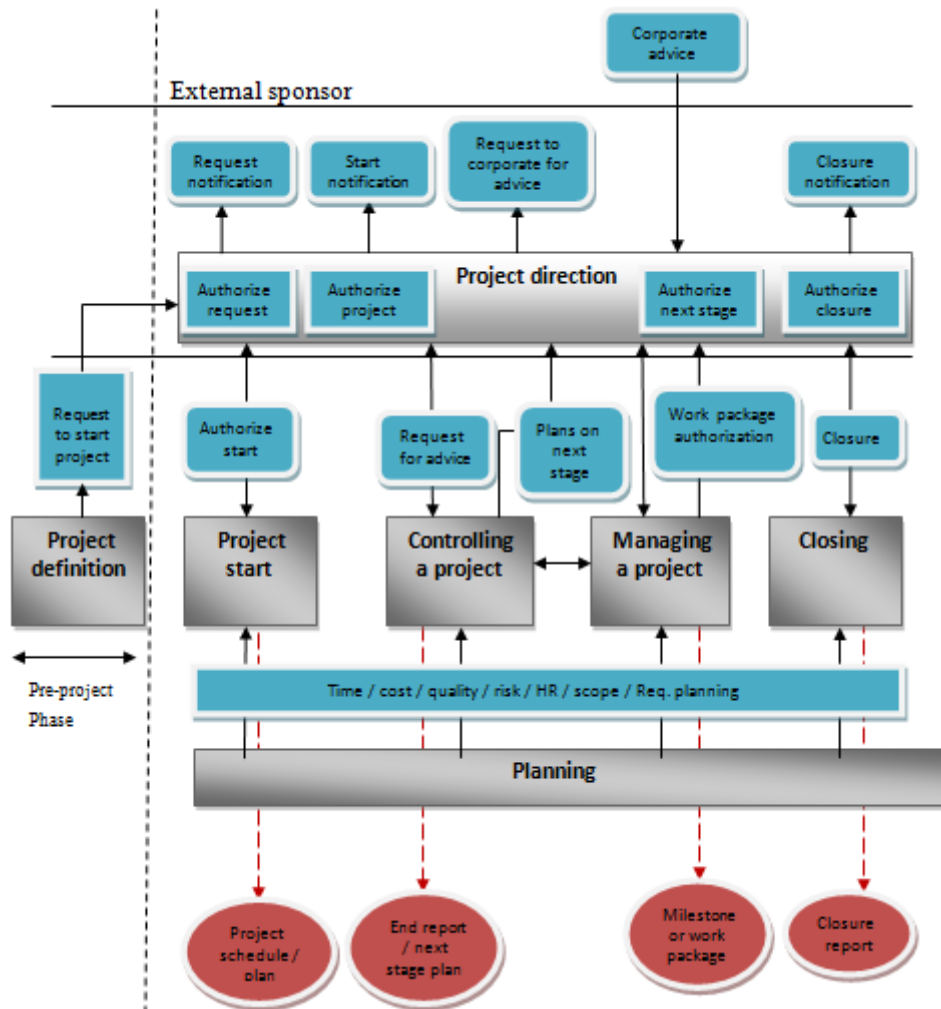 Corporate
advice
External sponsor
Request
notification
Start
notification
Request to
corporate for
advice
Closure
notification
Project direction
Authorize
request
Authorize
project
Authorize
next stage
Authorize
closure
Request
to start
project
Authorize
start
Request
for advice
Plans on
next
stage
Work package
authorization
Closure
Project
definition
Project
start
Controlling
a project
Managing
a project
Closing
Pre-project
Phase
Time / cost / quality / risk / HR / scope / Req. planning
Planning
Project
schedule /
plan
End report
/ next
stage plan
Milestone
or work
package
Closure
report